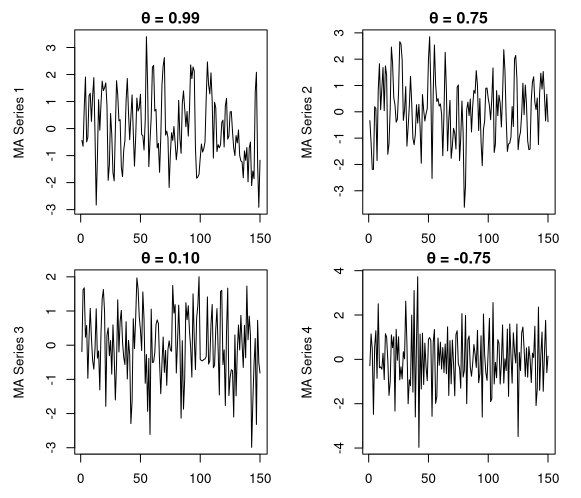 θ = 0.99
MA Series 1
3
2
1
0
-1
-2
-3
0 50 100 150
θ = 0.75
MA Series 2
3
2
1
0
-1
-2
-3
0 50 100 150
θ = 0.10
MA Series 3
2
1
0
-1
-2
-3
0 50 100 150
θ = -0.75
MA Series 4
4
2
0
-2
-4
0 50 100 150